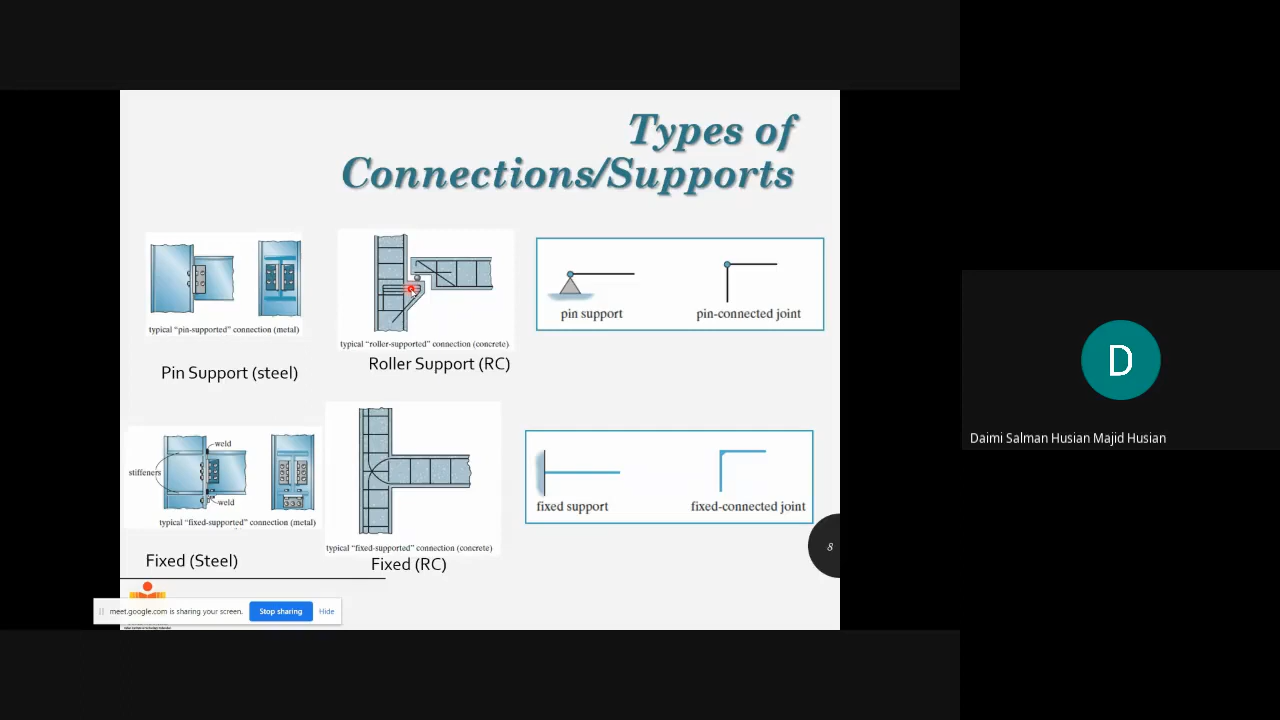 Types of
Connections/Supports
typical “pin-supported” connection (metal)
Pin Support (steel)
typical “roller-supported” connection (concrete)
Roller Support (RC)
pin support
pin-connected joint
stiffeners
weld
weld
typical “fixed-supported” connection (metal)
Fixed (Steel)
typical “fixed-supported” connection (concrete)
Fixed (RC)
fixed support
fixed-connected joint
8
meet.google.com is sharing your screen.
Stop sharing
Hide
D
Daimi Salman Husian Majid Husian